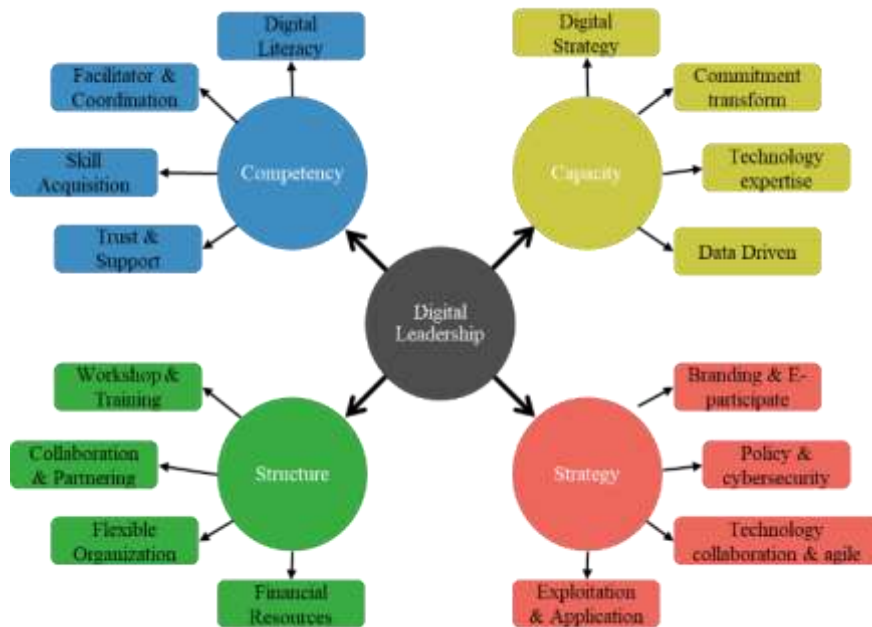 Digital
Literacy
Facilitator &
Coordination
Skill
Acquisition
Trust &
Support
Competency
Digital
Strategy
Commitment
transform
Technology
expertise
Data Driven
Capacity
Digital
Leadership
Workshop &
Training
Collaboration
& Partnering
Flexible
Organization
Financial
Resources
Structure
Branding & E-
participate
Policy &
cybersecurity
Technology
collaboration & agile
Exploitation
& Application
Strategy